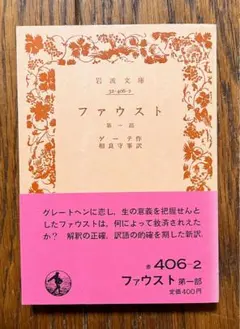 岩波文庫
32-406-2
ファウスト
第一部
ゲーテ作
相良守峯訳
グレートヘンに恋し,生の意義を把握せんと
したファウストは,何によって救済されえた
か? 解釈の正確,訳語の的確を期した新訳.
赤 406-2
ファウスト 第一部
定価400円